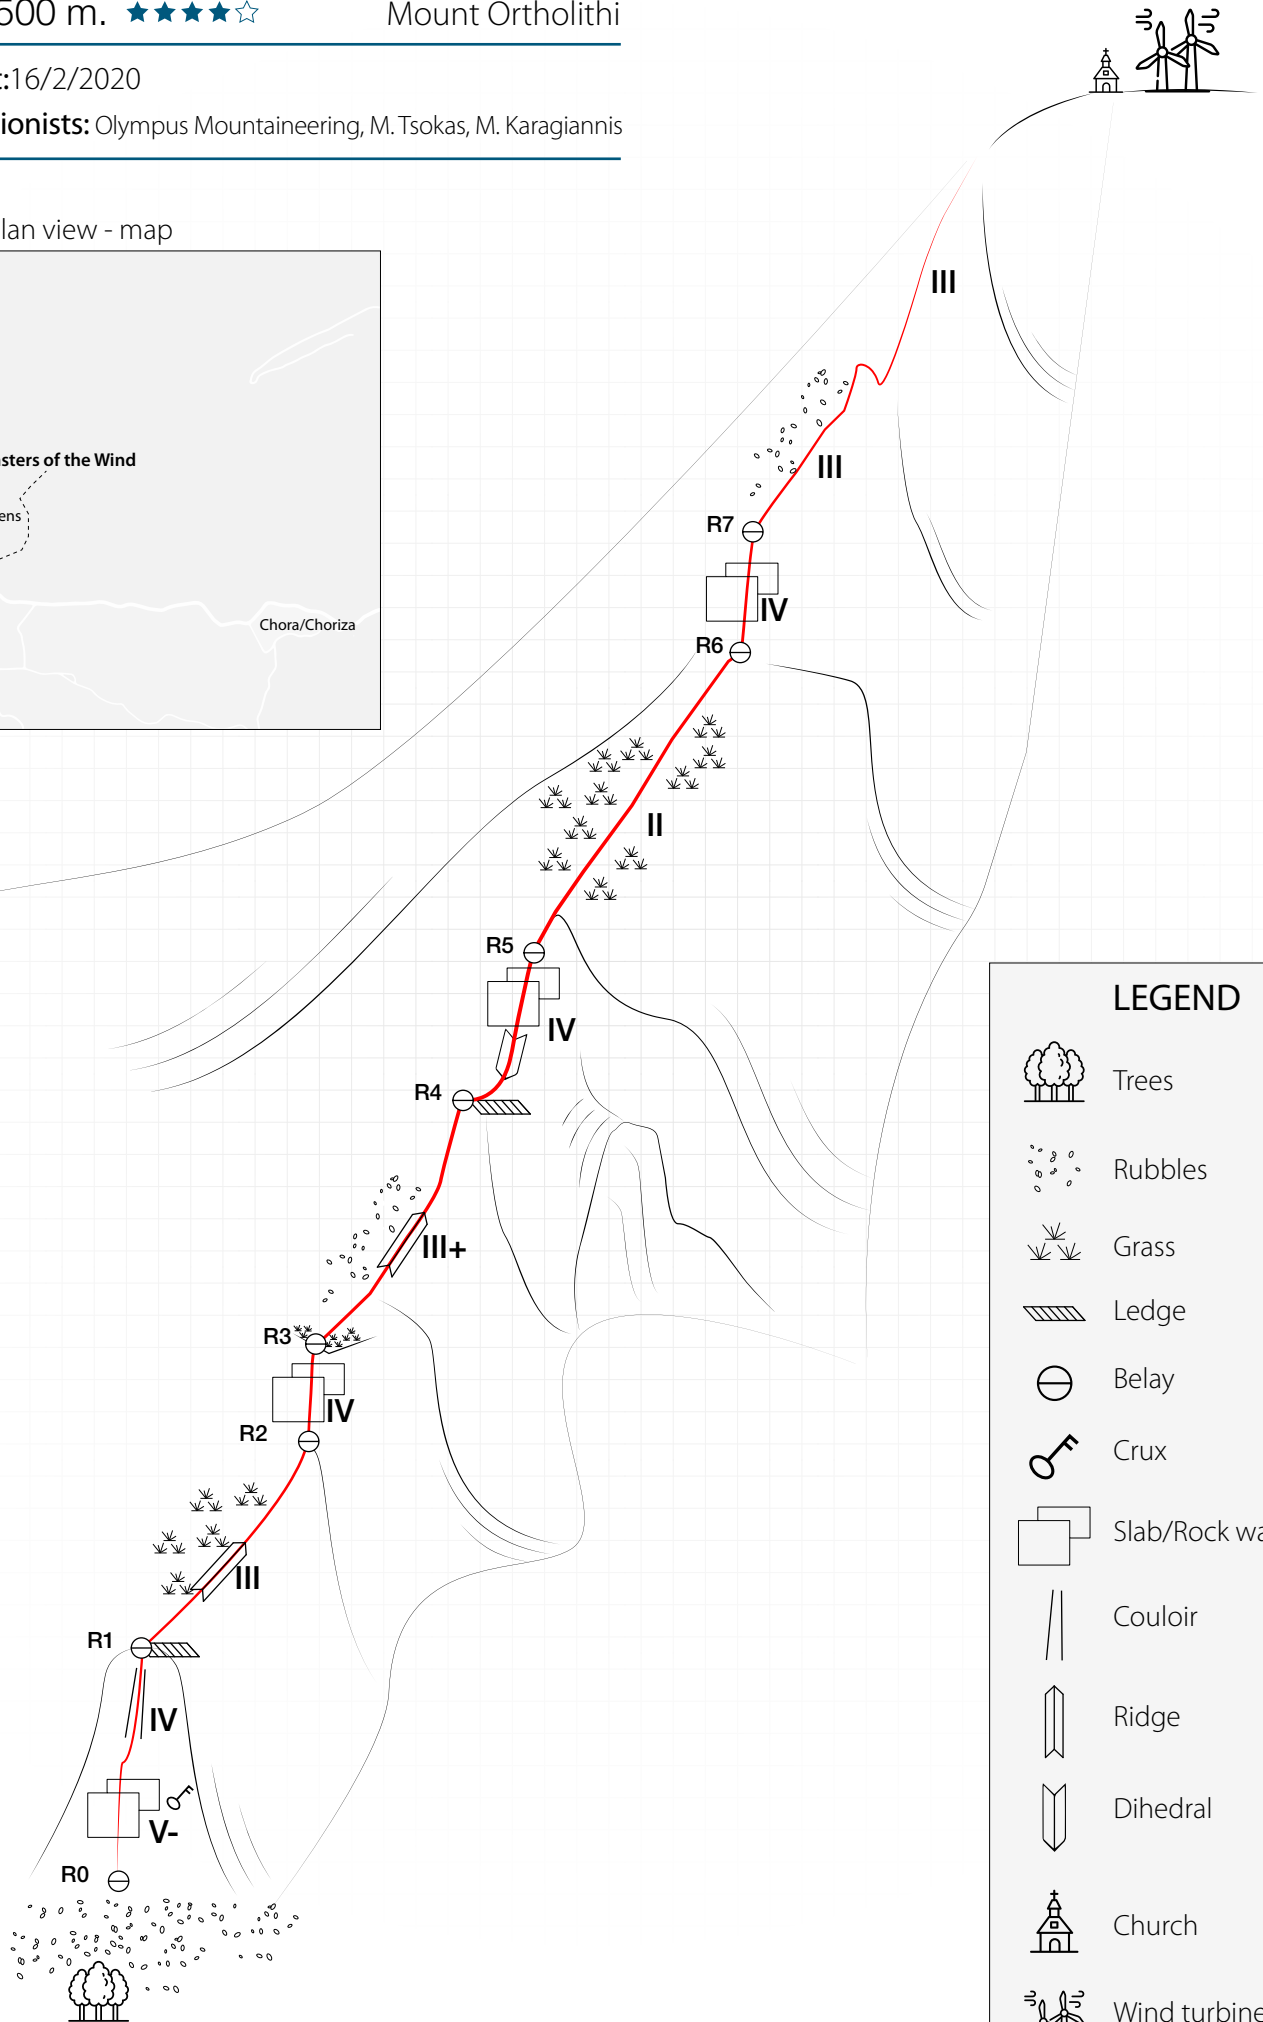 500 m. ★★★★☆ Mount Ortholithi
t:16/2/2020
ionists: Olympus Mountaineering, M. Tsokas, M. Karagiannis
lan view - map
sters of the Wind
ens
Chora/Choriza
III
III
R7
IV
R6
II
R5
IV
R4
III+
R3
IV
R2
III
R1
IV
V-
R0
LEGEND
Trees
Rubbles
Grass
Ledge
Belay
Crux
Slab/Rock wa
Couloir
Ridge
Dihedral
Church
Wind turbine